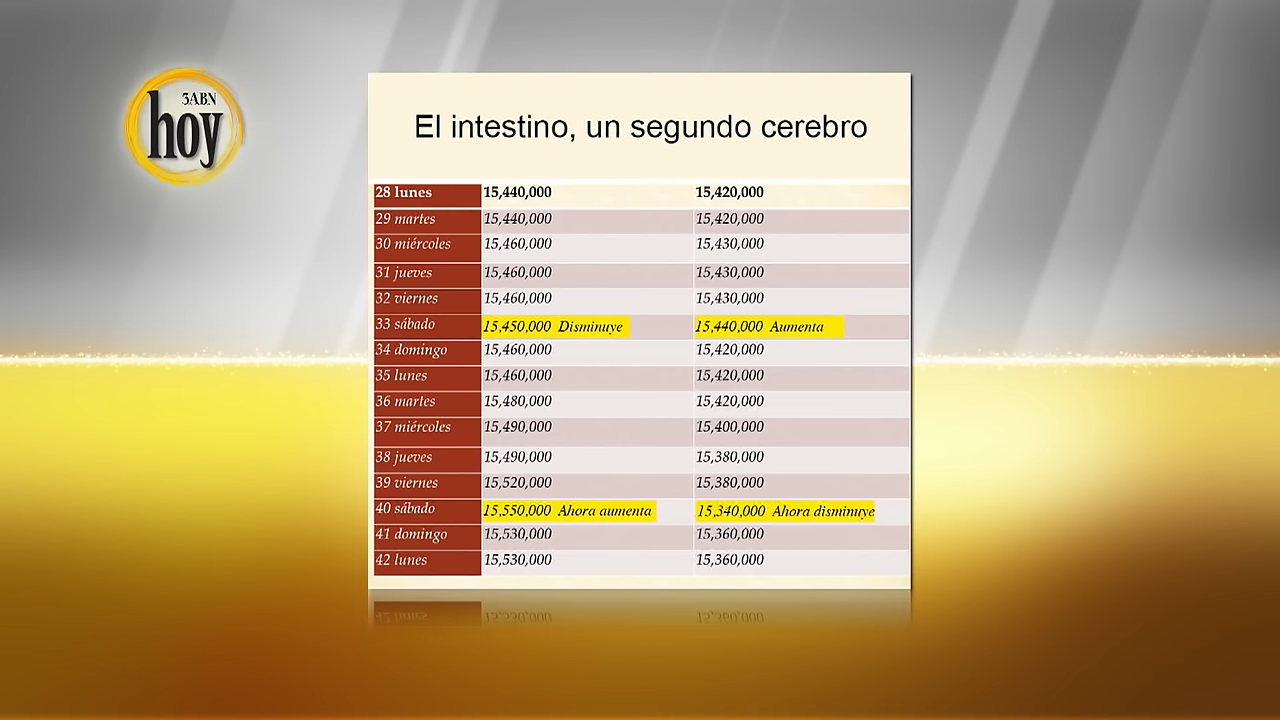 3ABN
hoy
El intestino, un segundo cerebro
28 lunes 15,440,000 15,420,000
29 martes 15,440,000 15,420,000
30 miércoles 15,460,000 15,430,000
31 jueves 15,460,000 15,430,000
32 viernes 15,460,000 15,430,000
33 sábado 15,450,000 Disminuye 15,440,000 Aumenta
34 domingo 15,460,000 15,420,000
35 lunes 15,460,000 15,420,000
36 martes 15,480,000 15,420,000
37 miércoles 15,490,000 15,400,000
38 jueves 15,490,000 15,380,000
39 viernes 15,520,000 15,380,000
40 sábado 15,550,000 Ahora aumenta 15,340,000 Ahora disminuye
41 domingo 15,530,000 15,360,000
42 lunes 15,530,000 15,360,000